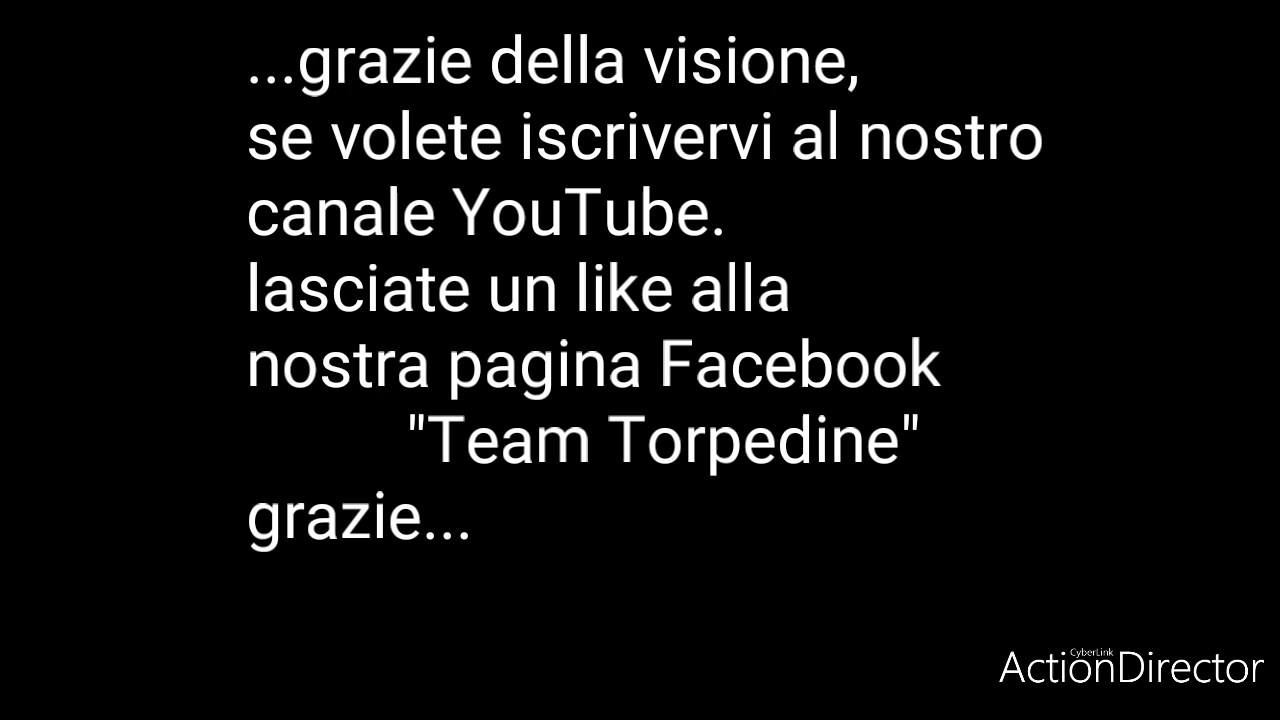 ...grazie della visione,
se volete iscrivervi al nostro
canale YouTube.
lasciate un like alla
nostra pagina Facebook
"Team Torpedine"
grazie...
CyberLink
ActionDirector